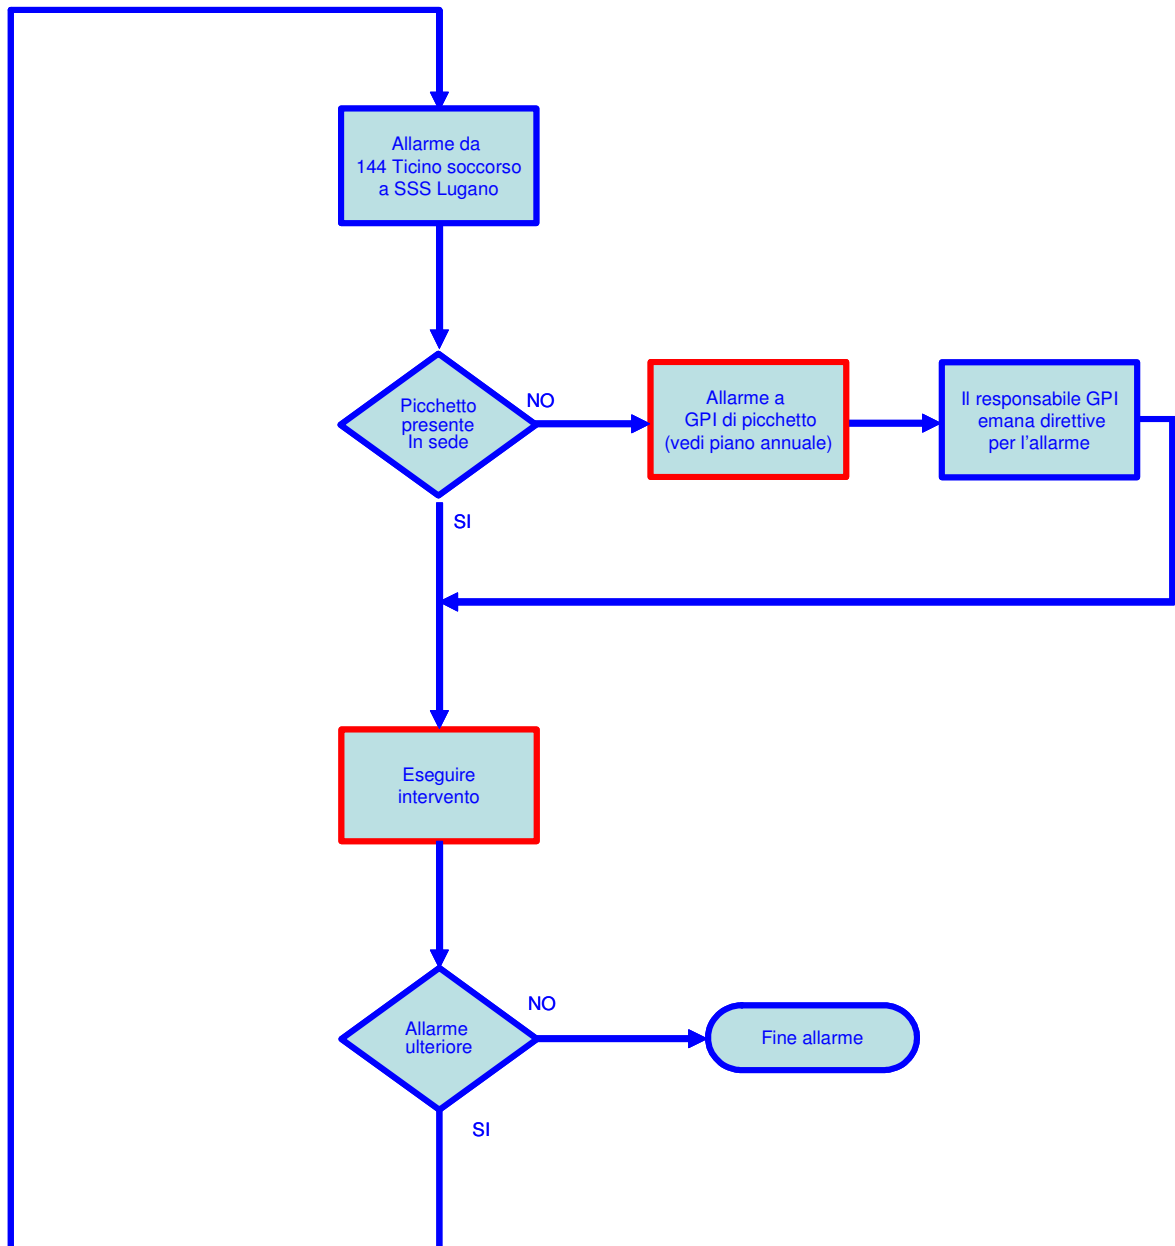 Allarme da
144 Ticino soccorso
a SSS Lugano
Picchetto
presente
In sede
NO
Allarme a
GPI di picchetto
(vedi piano annuale)
Il responsabile GPI
emana direttive
per l'allarme
SI
Eseguire
intervento
Allarme
ulteriore
NO
Fine allarme
SI